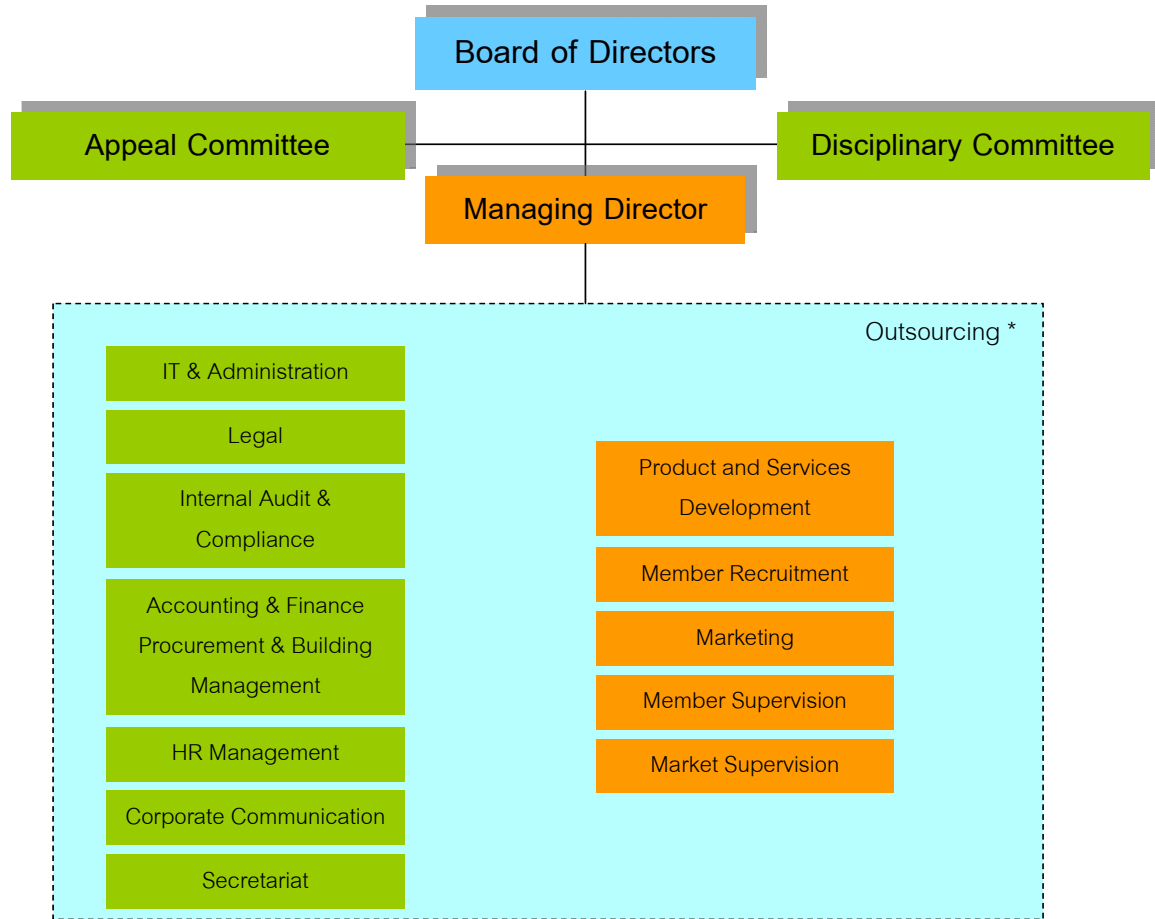 Board of Directors
Appeal Committee
Disciplinary Committee
Managing Director
Outsourcing *
IT & Administration
Legal
Internal Audit &
Compliance
Accounting & Finance
Procurement & Building
Management
HR Management
Corporate Communication
Secretariat
Product and Services
Development
Member Recruitment
Marketing
Member Supervision
Market Supervision